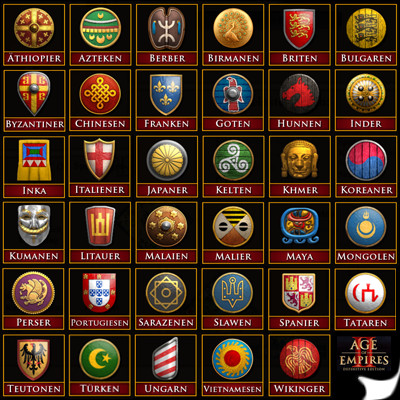 ÄTHIOPIER AZTEKEN BERBER BIRMANEN BRITEN BULGAREN
BYZANTINER CHINESEN FRANKEN GOTEN HUNNEN INDER
INKA ITALIENER JAPANER KELTEN KHMER KOREANER
KUMANEN LITAUER MALAIEN MALIER MAYA MONGOLEN
PERSER PORTUGIESEN SARAZENEN SLAWEN SPANIER TATAREN
TEUTONEN TÜRKEN UNGARN VIETNAMESEN WIKINGER
AGE
OF
EMPIRES
DEFINITIVE EDITION